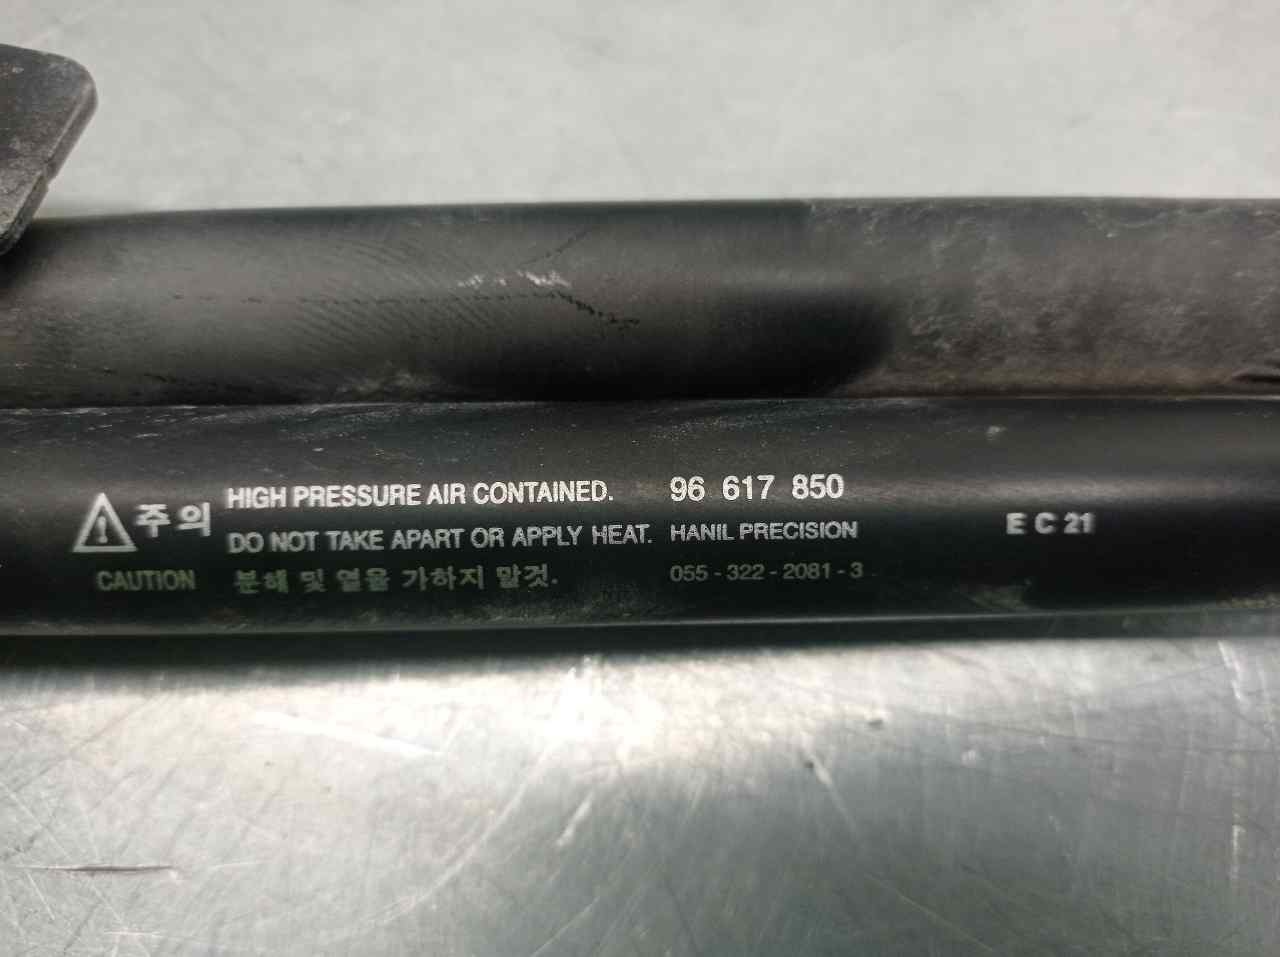 주의
CAUTION
HIGH PRESSURE AIR CONTAINED.
DO NOT TAKE APART OR APPLY HEAT.
분해 및 열을 가하지 말것.
96 617 850
HANIL PRECISION
055-322-2081-3
E C 21